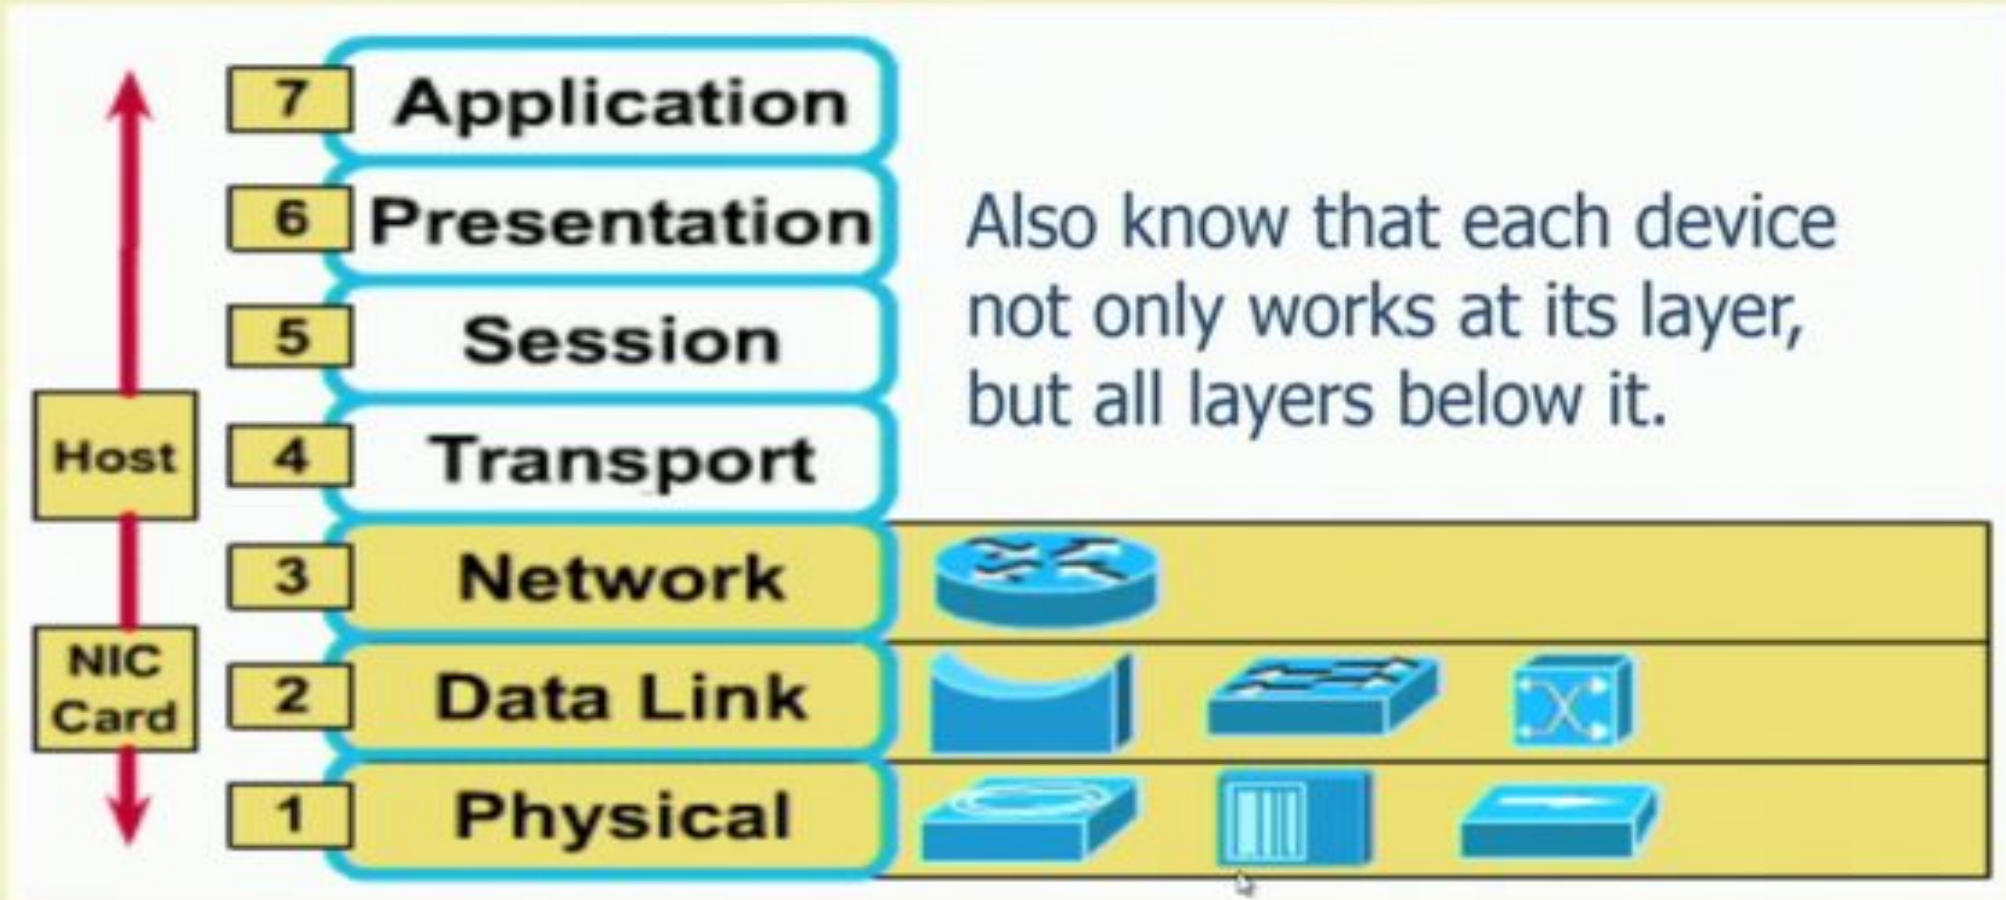 7 Application
6 Presentation
5 Session
4 Transport
3 Network
2 Data Link
1 Physical
Host
NIC
Card
Also know that each device
not only works at its layer,
but all layers below it.